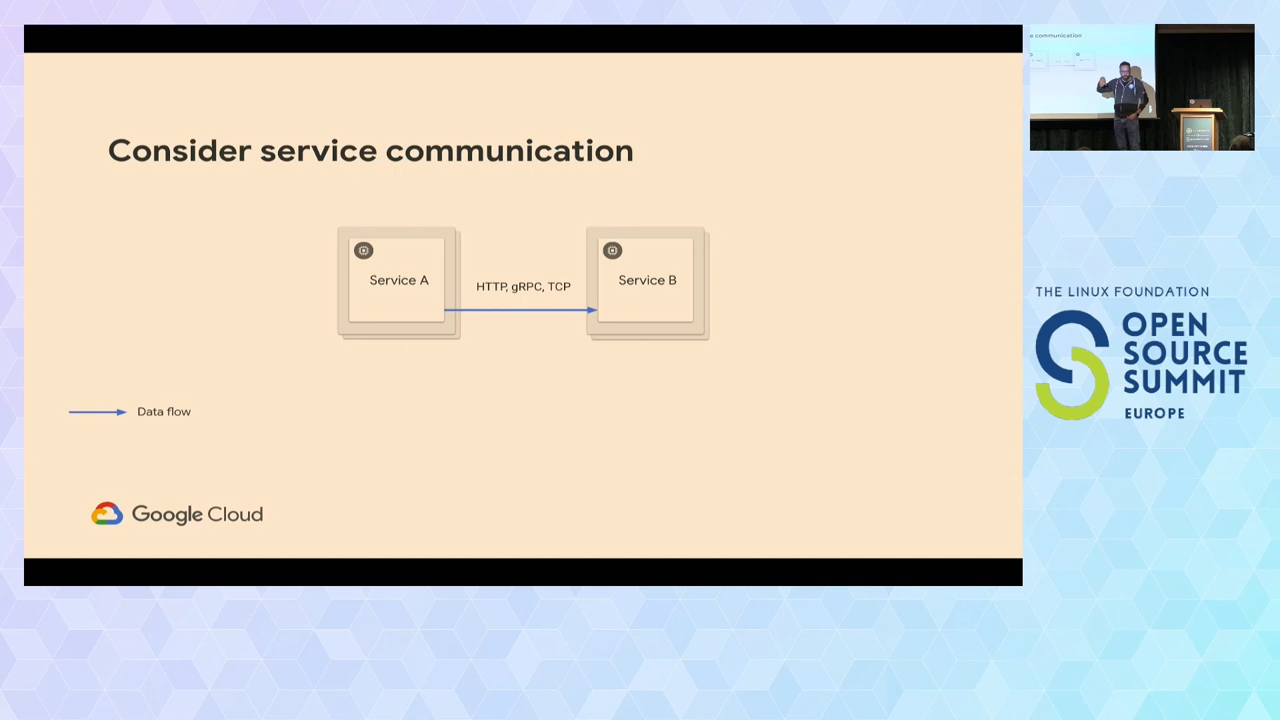 Consider service communication
Service A
HTTP, gRPC, TCP
Service B
Data flow
Google Cloud
e communication
THE LINUX FOUNDATION
OPEN
SOURCE
SUMMIT
EUROPE